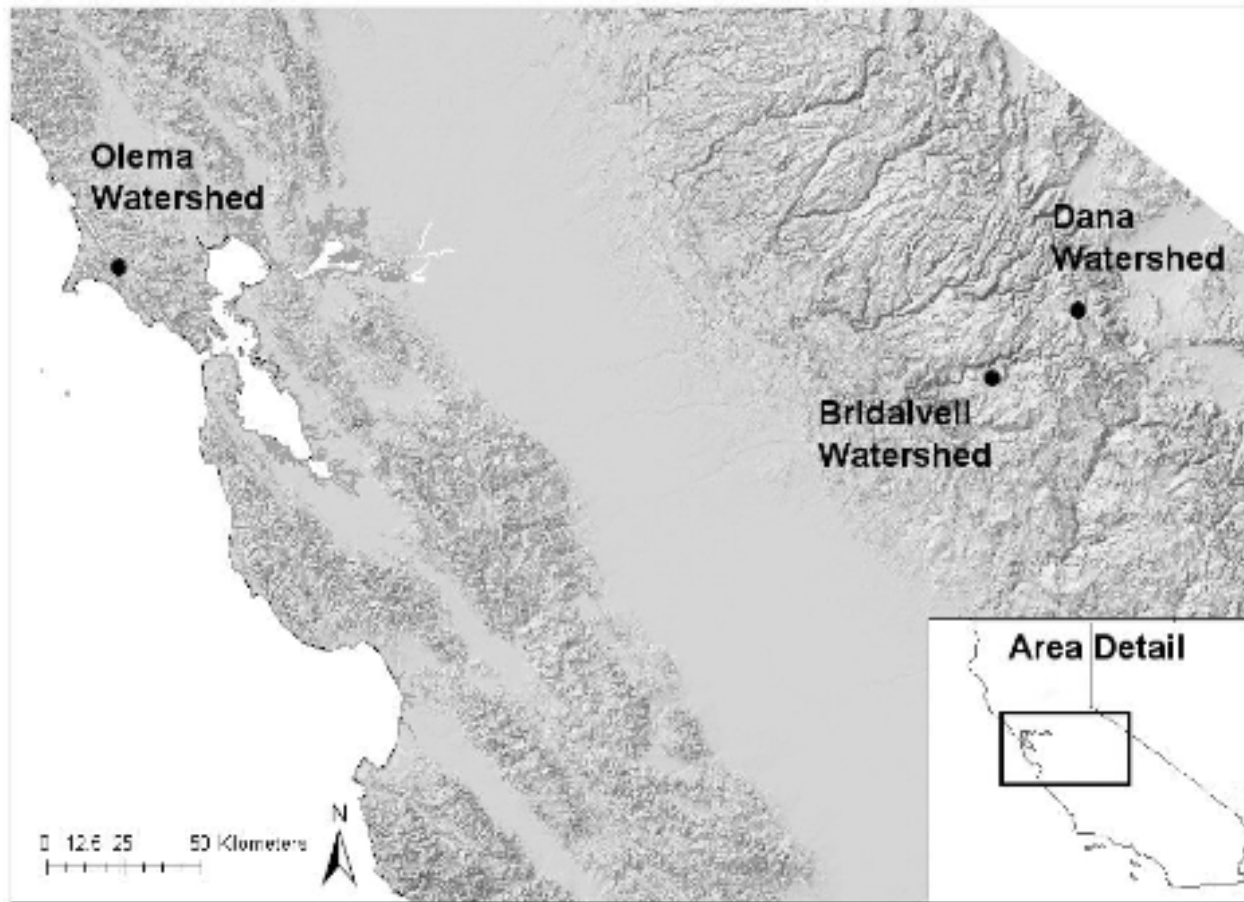 Olema
Watershed
Dana
Watershed
Bridalveil
Watershed
Area Detail
N
0 12.5 25 50 Kilometers